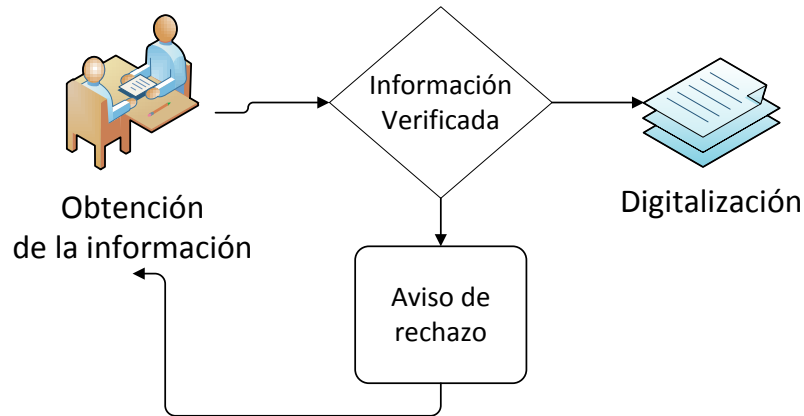 Información
Verificada
Obtención
de la información
Digitalización
Aviso de
rechazo